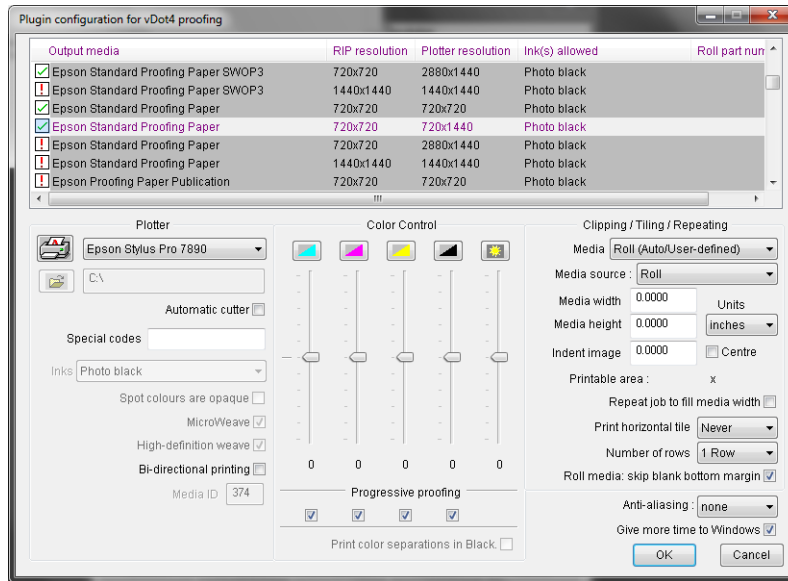 Plugin configuration for vDot4 proofing
Output media RIP resolution Plotter resolution Ink(s) allowed Roll part num
Epson Standard Proofing Paper SWOP3 720x720 2880x1440 Photo black
Epson Standard Proofing Paper SWOP3 1440x1440 1440x1440 Photo black
Epson Standard Proofing Paper 720x720 720x720 Photo black
Epson Standard Proofing Paper 720x720 720x1440 Photo black
Epson Standard Proofing Paper 720x720 2880x1440 Photo black
Epson Standard Proofing Paper 1440x1440 1440x1440 Photo black
Epson Proofing Paper Publication 720x720 720x720 Photo black
Plotter
Epson Stylus Pro 7890
C:\
Automatic cutter
Special codes
Inks Photo black
Spot colours are opaque
MicroWeave
High-definition weave
Bi-directional printing
Media ID 374
Color Control
0 0 0 0 0
Progressive proofing
Print color separations in Black.
Clipping / Tiling / Repeating
Media Roll (Auto/User-defined)
Media source : Roll
Media width 0.0000 Units
Media height 0.0000 inches
Indent image 0.0000 Centre
Printable area : x
Repeat job to fill media width
Print horizontal tile Never
Number of rows 1 Row
Roll media: skip blank bottom margin
Anti-aliasing : none
Give more time to Windows
OK Cancel